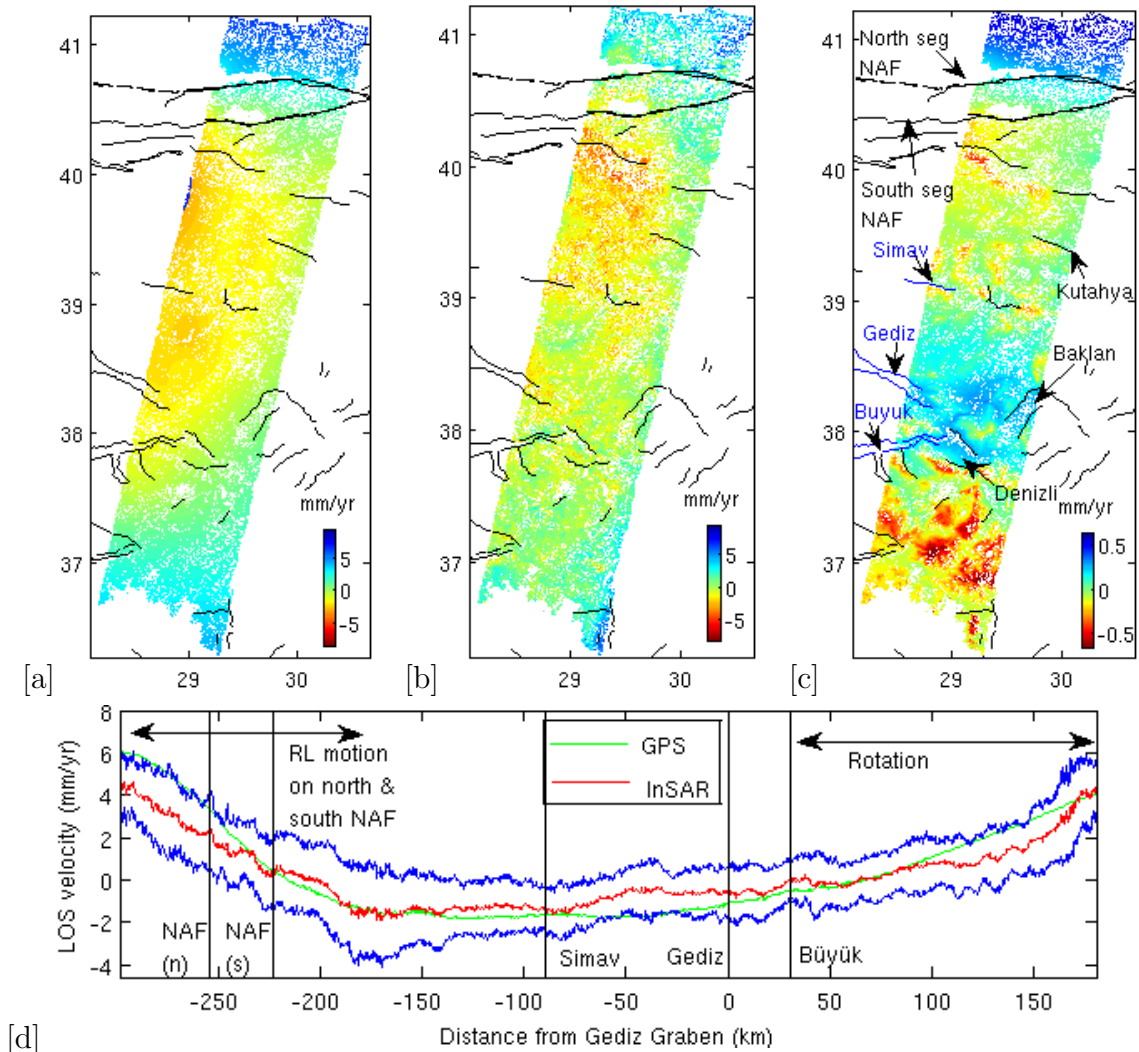 41
40
39
38
37
mm/yr
5
0
-5
29
30
[a]
41
40
39
38
37
mm/yr
5
0
-5
29
30
[b]
41
40
39
38
37
North seg
NAF
South seg
NAF
Simav
Kutahya
Gediz
Baklan
Buyuk
Denizli
mm/yr
0.5
0
-0.5
29
30
[c]
8
6
4
2
0
-2
-4
LOS velocity (mm/yr)
RL motion
on north &
south NAF
GPS
InSAR
Rotation
NAF
(n)
NAF
(s)
Simav
Gediz
Büyük
-250
-200
-150
-100
-50
0
50
100
150
Distance from Gediz Graben (km)
[d]